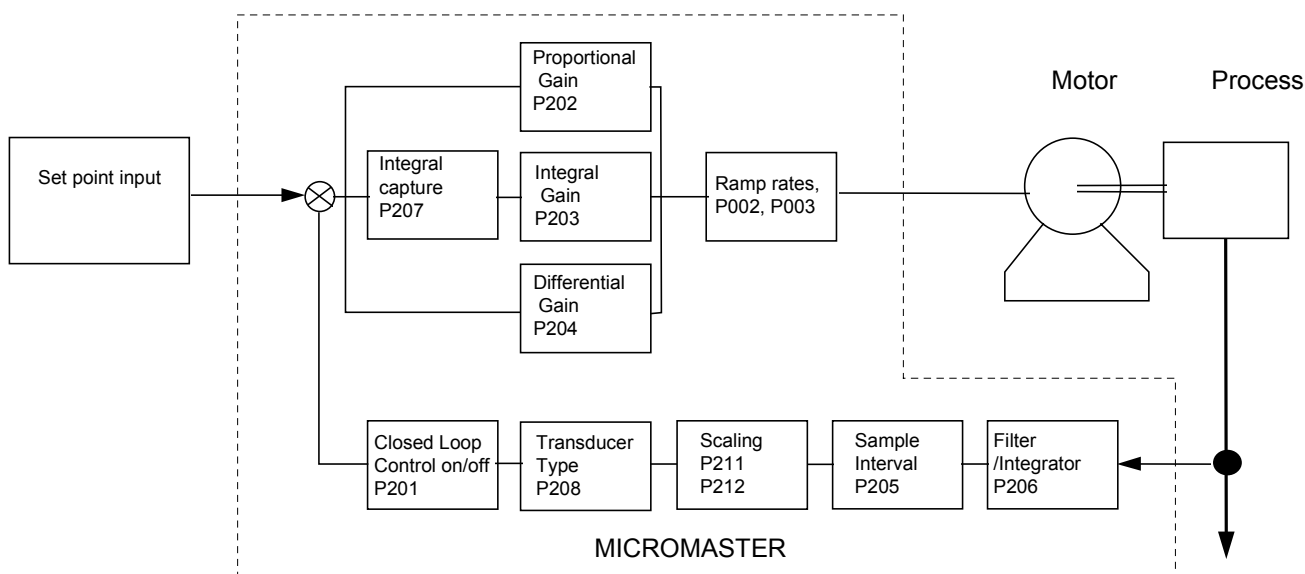 Proportional
Gain
P202
Motor
Process
Set point input
Integral
capture
P207
Integral
Gain
P203
Ramp rates,
P002, P003
Differential
Gain
P204
Closed Loop
Control on/off
P201
Transducer
Type
P208
Scaling
P211
P212
Sample
Interval
P205
Filter
/Integrator
P206
MICROMASTER